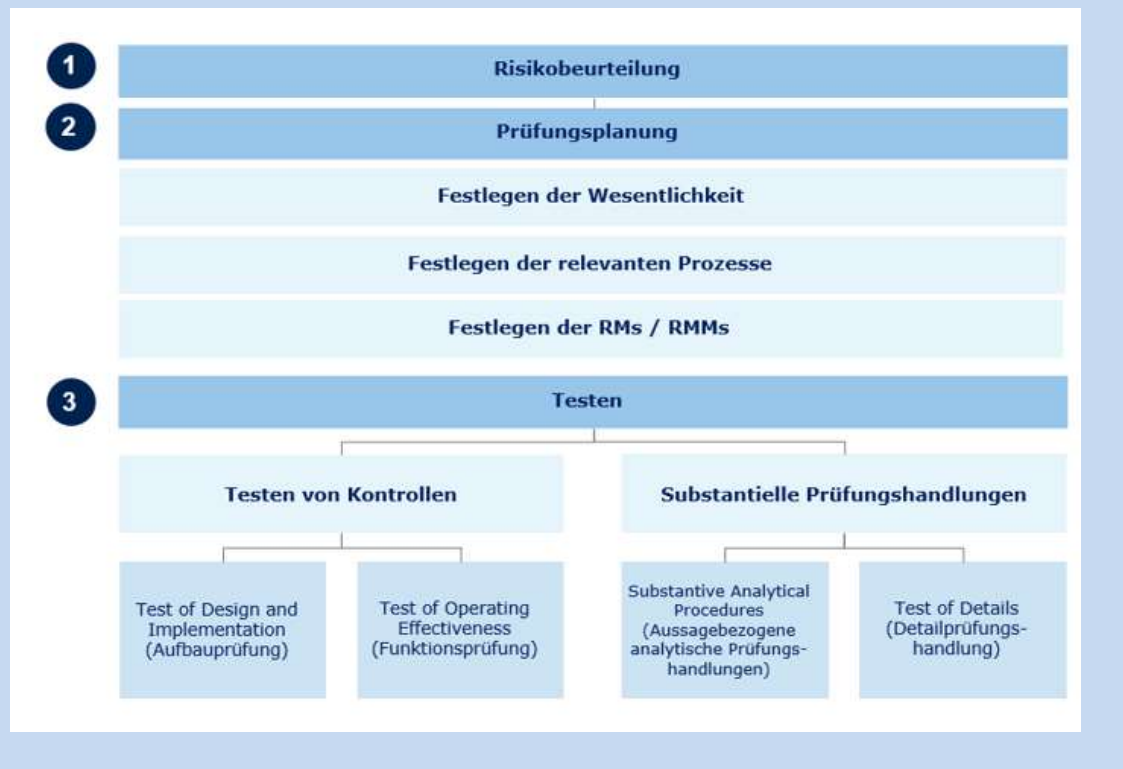 1
Risikobeurteilung
2
Prüfungsplanung
Festlegen der Wesentlichkeit
Festlegen der relevanten Prozesse
Festlegen der RMs / RMMs
3
Testen
Testen von Kontrollen
Substantielle Prüfungshandlungen
Test of Design and
Implementation
(Aufbauprüfung)
Test of Operating
Effectiveness
(Funktionsprüfung)
Substantive Analytical
Procedures
(Aussagebezogene
analytische Prüfungs-
handlungen)
Test of Details
(Detailprüfungs-
handlung)